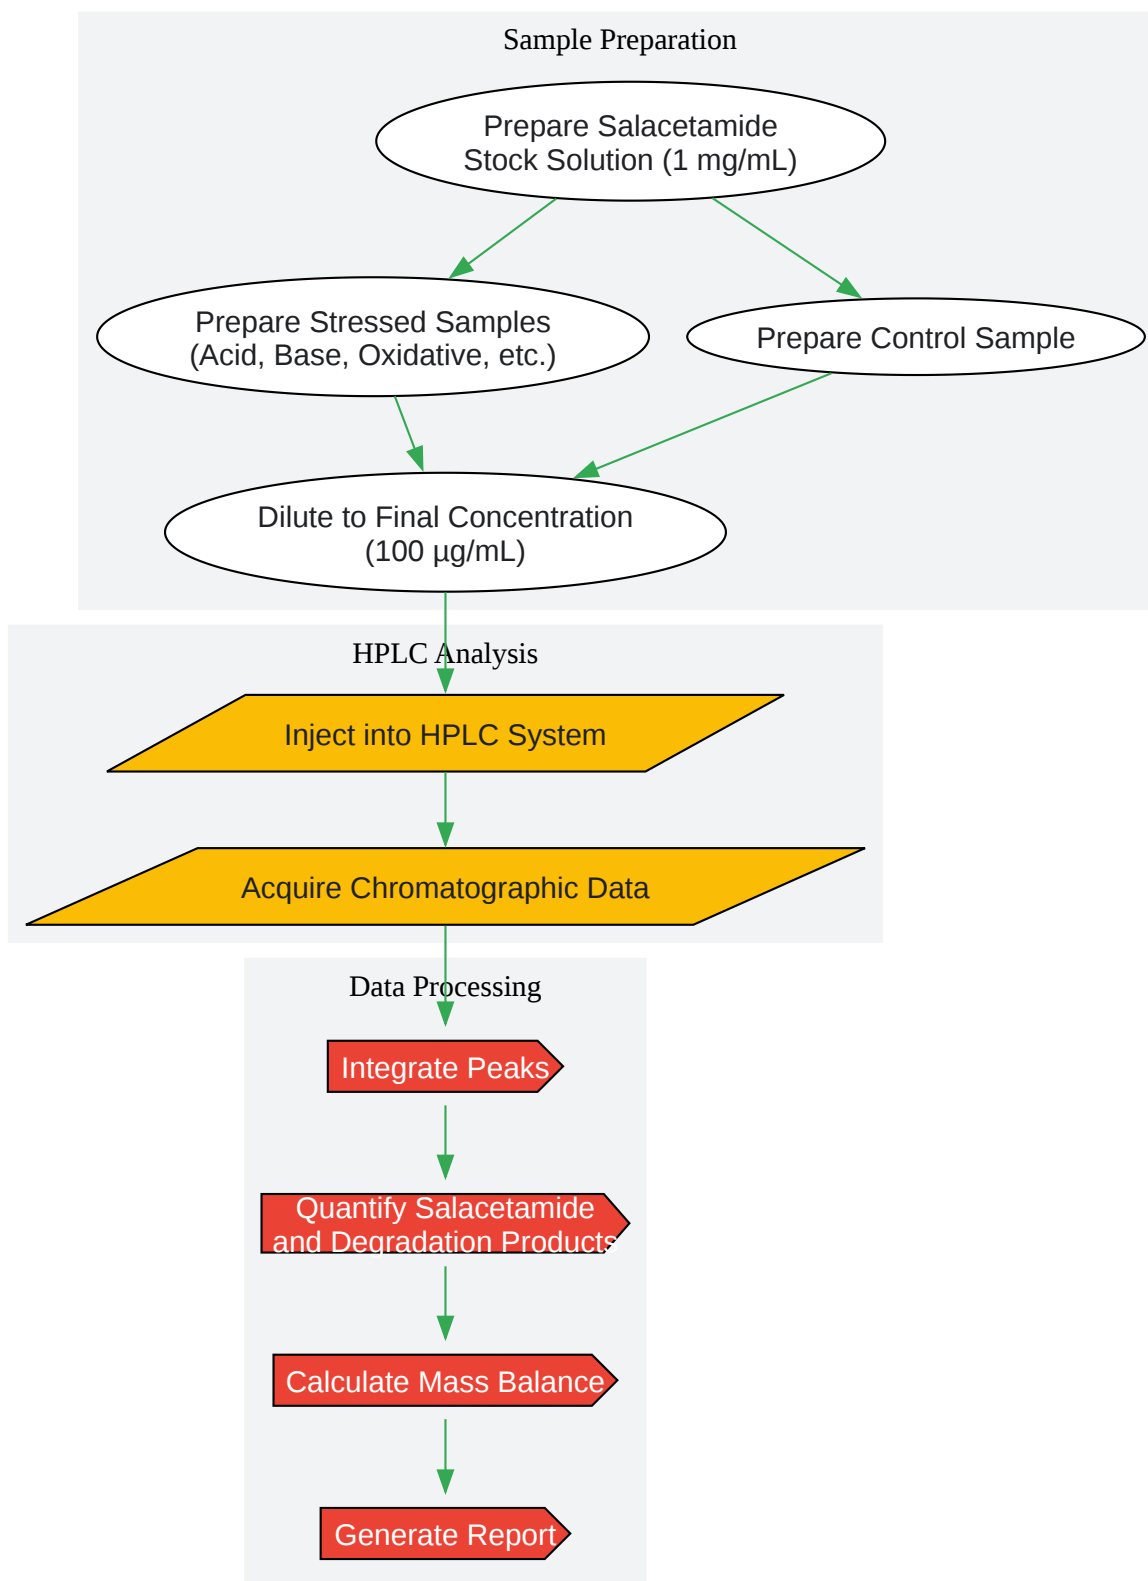 Sample Preparation
Prepare Salacetamide
Stock Solution (1 mg/mL)
Prepare Stressed Samples
(Acid, Base, Oxidative, etc.)
Prepare Control Sample
Dilute to Final Concentration
(100 µg/mL)
HPLC Analysis
Inject into HPLC System
Acquire Chromatographic Data
Data Processing
Integrate Peaks
Quantify Salacetamide
and Degradation Products
Calculate Mass Balance
Generate Report